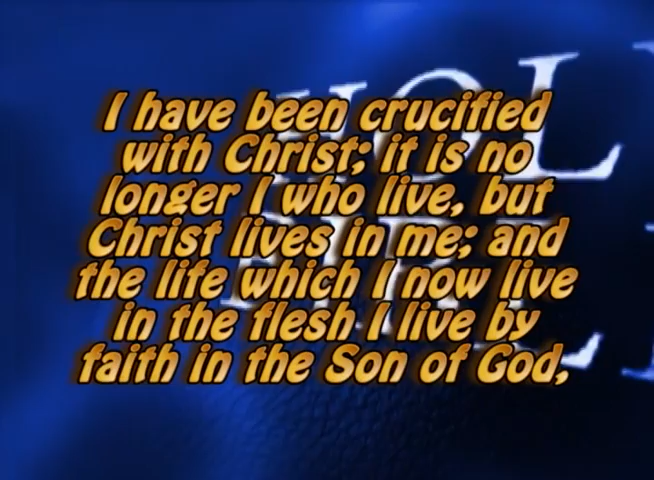 I have been crucified
with Christ; it is no
longer I who live, but
Christ lives in me; and
the life which I now live
in the flesh I live by
faith in the Son of God,